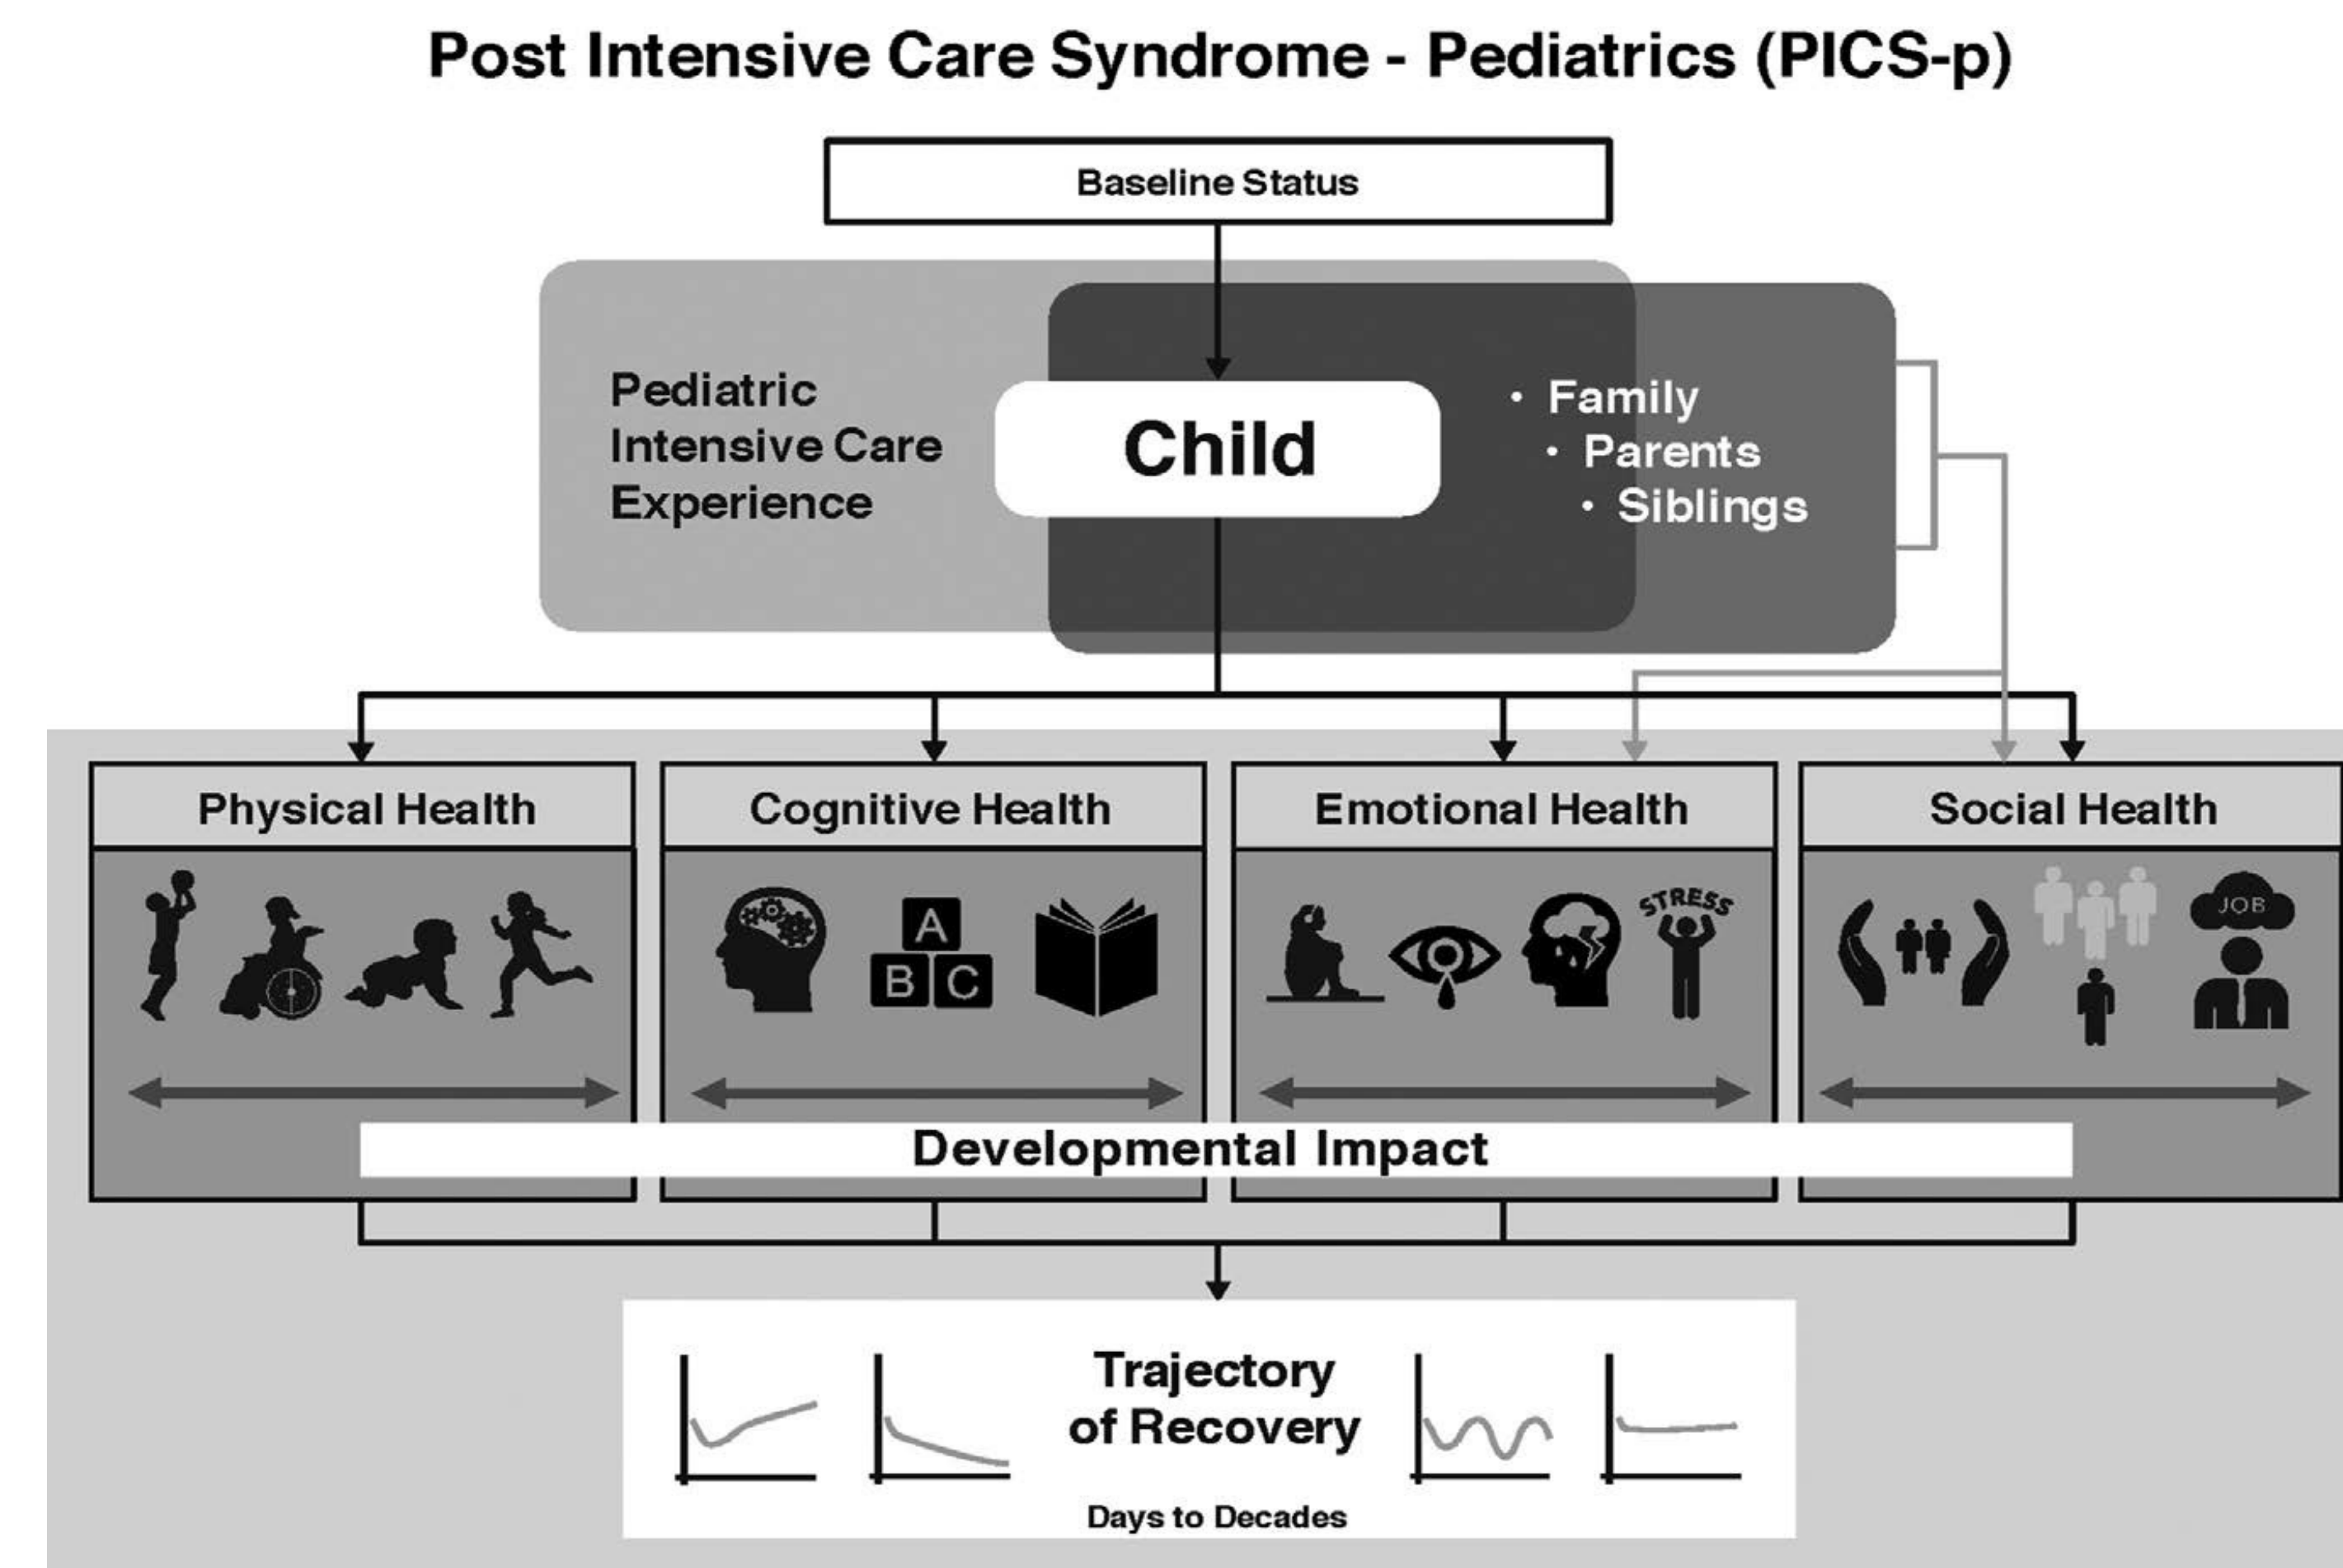 Post Intensive Care Syndrome - Pediatrics (PICS-p)
Baseline Status
Pediatric
Intensive Care
Experience
Child
• Family
• Parents
• Siblings
Physical Health
Cognitive Health
Emotional Health
Social Health
A
B C
STRESS
JOB
Developmental Impact
Trajectory
of Recovery
Days to Decades